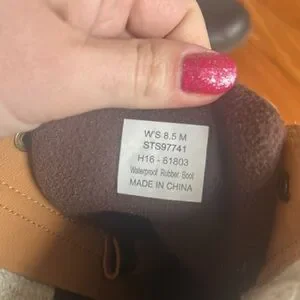 W'S 8.5 M
STS97741
H16 - 81803
Waterproof Rubber Boot
MADE IN CHINA